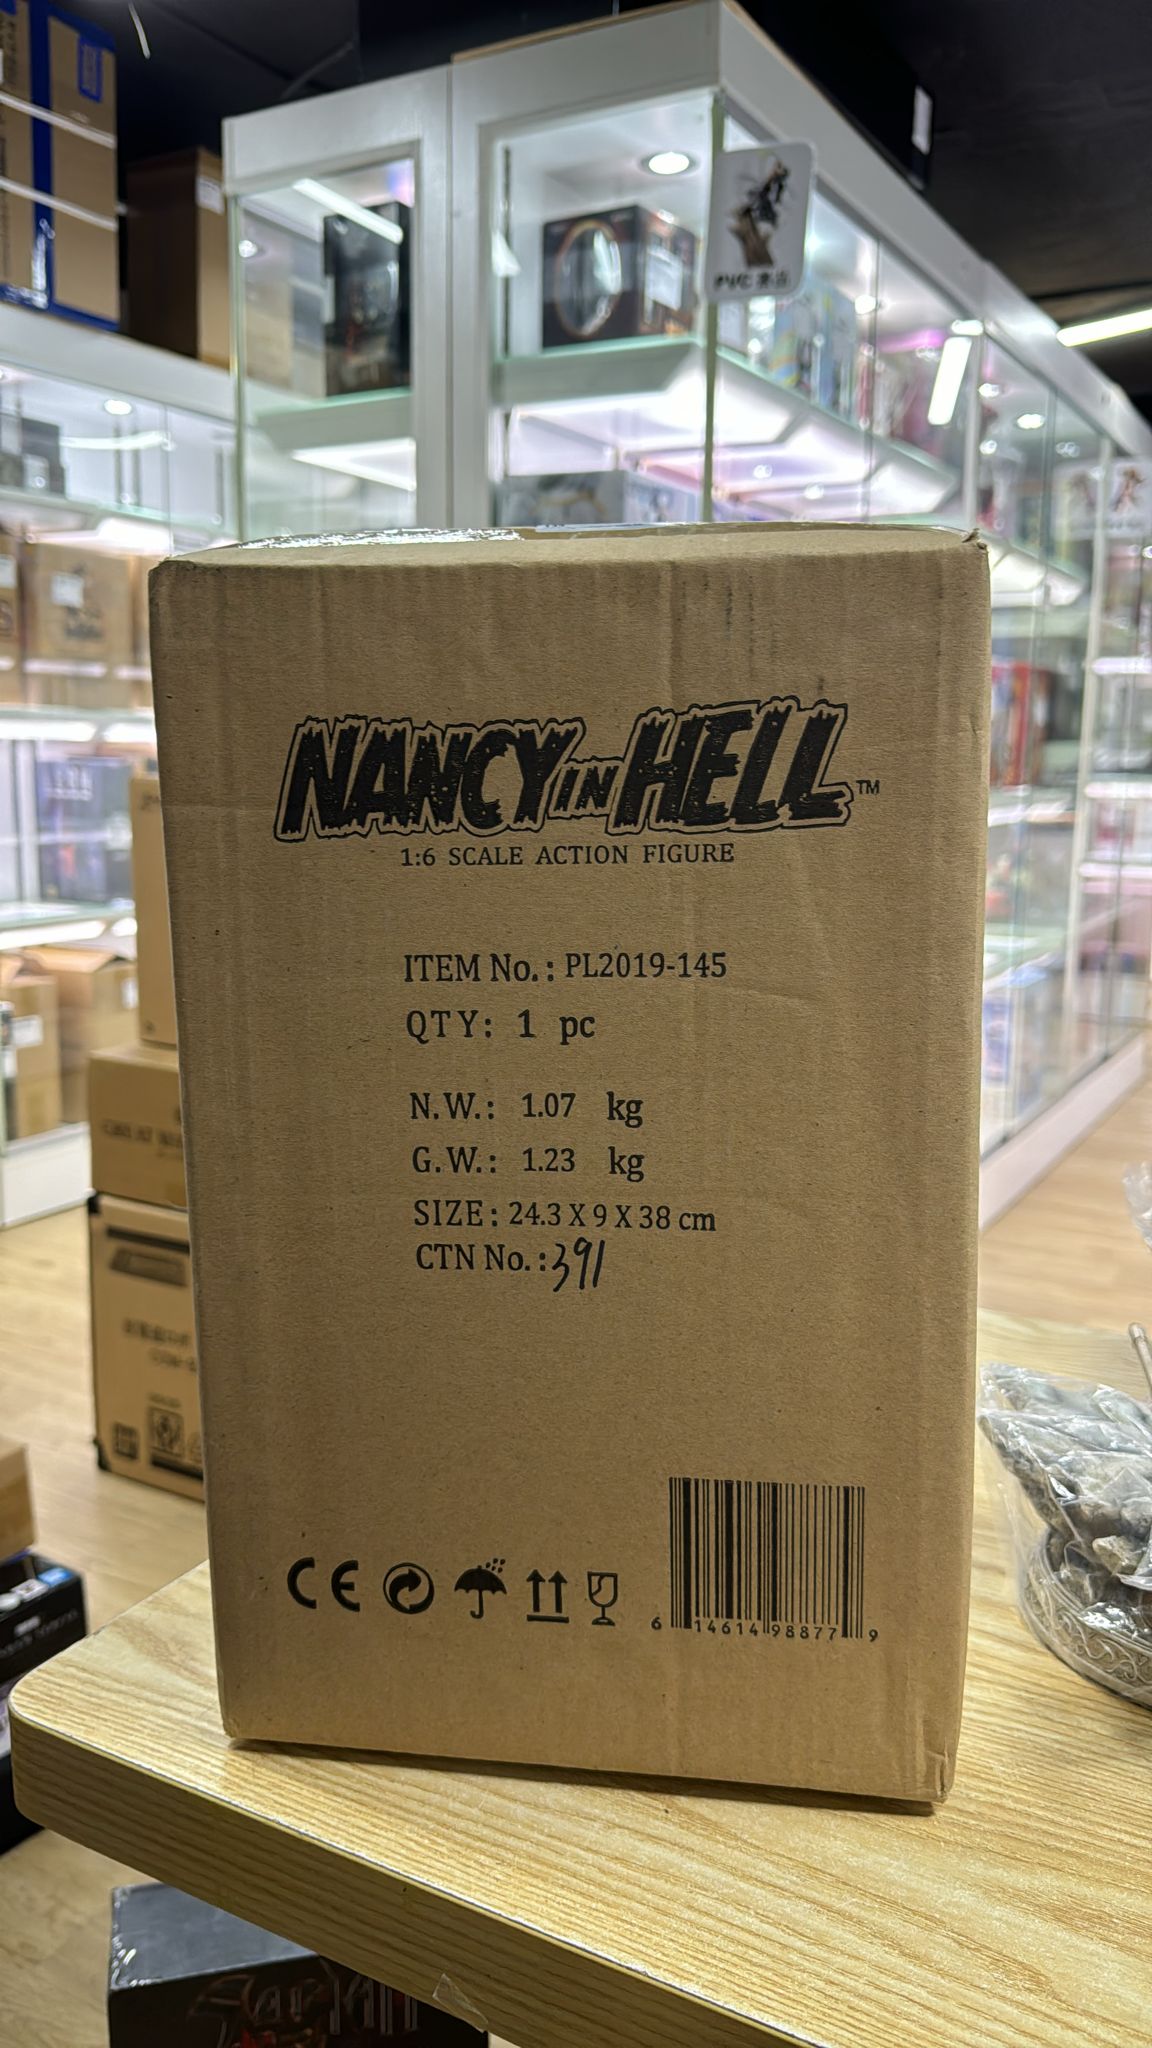 PVC
NANCY IN HELL™
1:6 SCALE ACTION FIGURE
ITEM No.: PL2019-145
QTY: 1 pc
N.W.: 1.07 kg
G.W.: 1.23 kg
SIZE: 24.3 X 9 X 38 cm
CTN No.: 391
CE
6 14614 98877 9